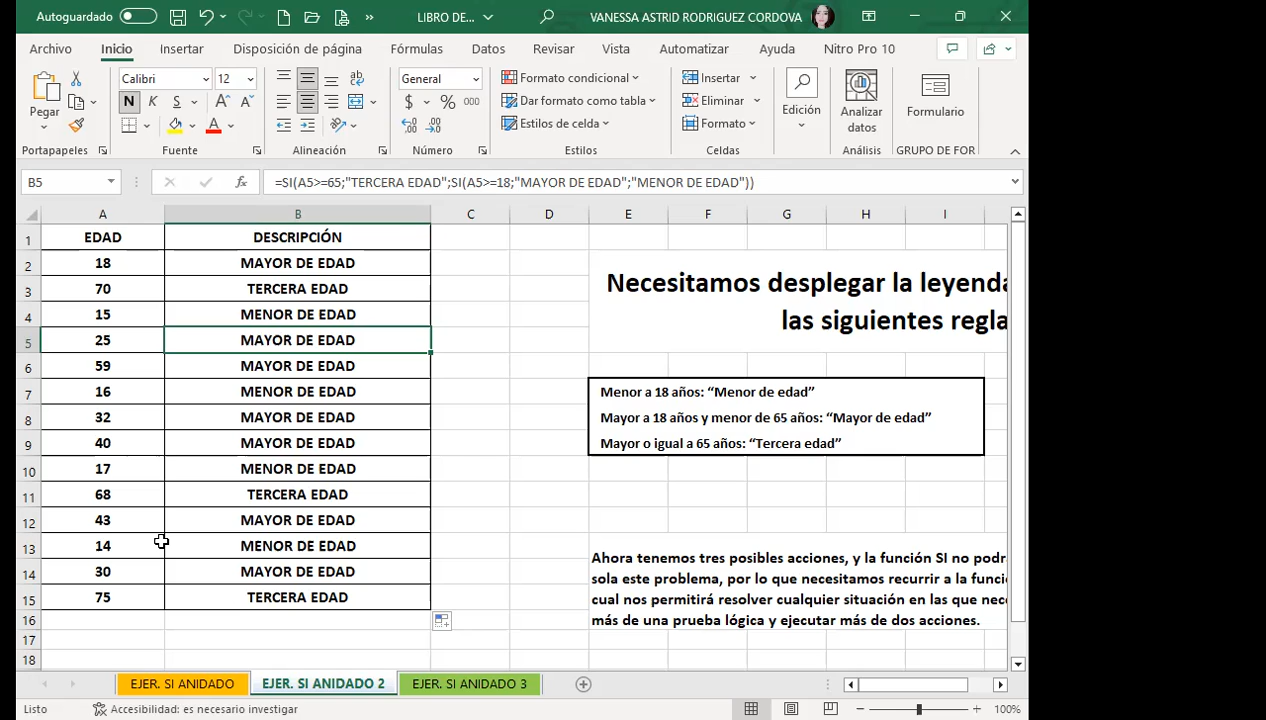 Autoguardado
LIBRO DE...
VANESSA ASTRID RODRIGUEZ CORDOVA
Archivo Inicio Insertar Disposición de página Fórmulas Datos Revisar Vista Automatizar Ayuda Nitro Pro 10
Pegar
Calibri 12
N K S
General
$ % 000
Formato condicional
Dar formato como tabla
Estilos de celda
Insertar
Eliminar
Formato
Edición
Analizar
datos
Formulario
Portapapeles Fuente Alineación Número Estilos Celdas Análisis GRUPO DE FOR
B5 fx =SI(A5>=65;"TERCERA EDAD";SI(A5>=18;"MAYOR DE EDAD";"MENOR DE EDAD"))
A B C D E F G H I
1 EDAD DESCRIPCIÓN
2 18 MAYOR DE EDAD
3 70 TERCERA EDAD
4 15 MENOR DE EDAD
5 25 MAYOR DE EDAD
6 59 MAYOR DE EDAD
7 16 MENOR DE EDAD
8 32 MAYOR DE EDAD
9 40 MAYOR DE EDAD
10 17 MENOR DE EDAD
11 68 TERCERA EDAD
12 43 MAYOR DE EDAD
13 14 MENOR DE EDAD
14 30 MAYOR DE EDAD
15 75 TERCERA EDAD
16
17
18
Necesitamos desplegar la leyenda
las siguientes regla
Menor a 18 años: “Menor de edad”
Mayor a 18 años y menor de 65 años: “Mayor de edad”
Mayor o igual a 65 años: “Tercera edad”
Ahora tenemos tres posibles acciones, y la función SI no podr
sola este problema, por lo que necesitamos recurrir a la funci
cual nos permitirá resolver cualquier situación en las que nec
más de una prueba lógica y ejecutar más de dos acciones.
EJER. SI ANIDADO EJER. SI ANIDADO 2 EJER. SI ANIDADO 3
Listo Accesibilidad: es necesario investigar 100%